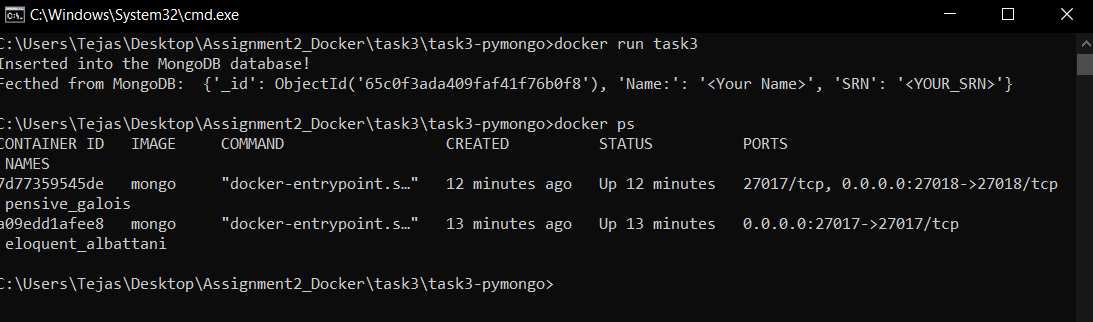 C:\Windows\System32\cmd.exe
C:\Users\Tejas\Desktop\Assignment2_Docker\task3\task3-pymongo>docker run task3
Inserted into the MongoDB database!
Fecthed from MongoDB:  {'_id': ObjectId('65c0f3ada409faf41f76b0f8'), 'Name:': '<Your Name>', 'SRN': '<YOUR_SRN>'}
C:\Users\Tejas\Desktop\Assignment2_Docker\task3\task3-pymongo>docker ps
CONTAINER ID   IMAGE     COMMAND                  CREATED          STATUS          PORTS
NAMES
7d77359545de   mongo     "docker-entrypoint.s…"   12 minutes ago   Up 12 minutes   27017/tcp, 0.0.0.0:27018->27018/tcp
pensive_galois
a09edd1afee8   mongo     "docker-entrypoint.s…"   13 minutes ago   Up 13 minutes   0.0.0.0:27017->27017/tcp
eloquent_albattani
C:\Users\Tejas\Desktop\Assignment2_Docker\task3\task3-pymongo>